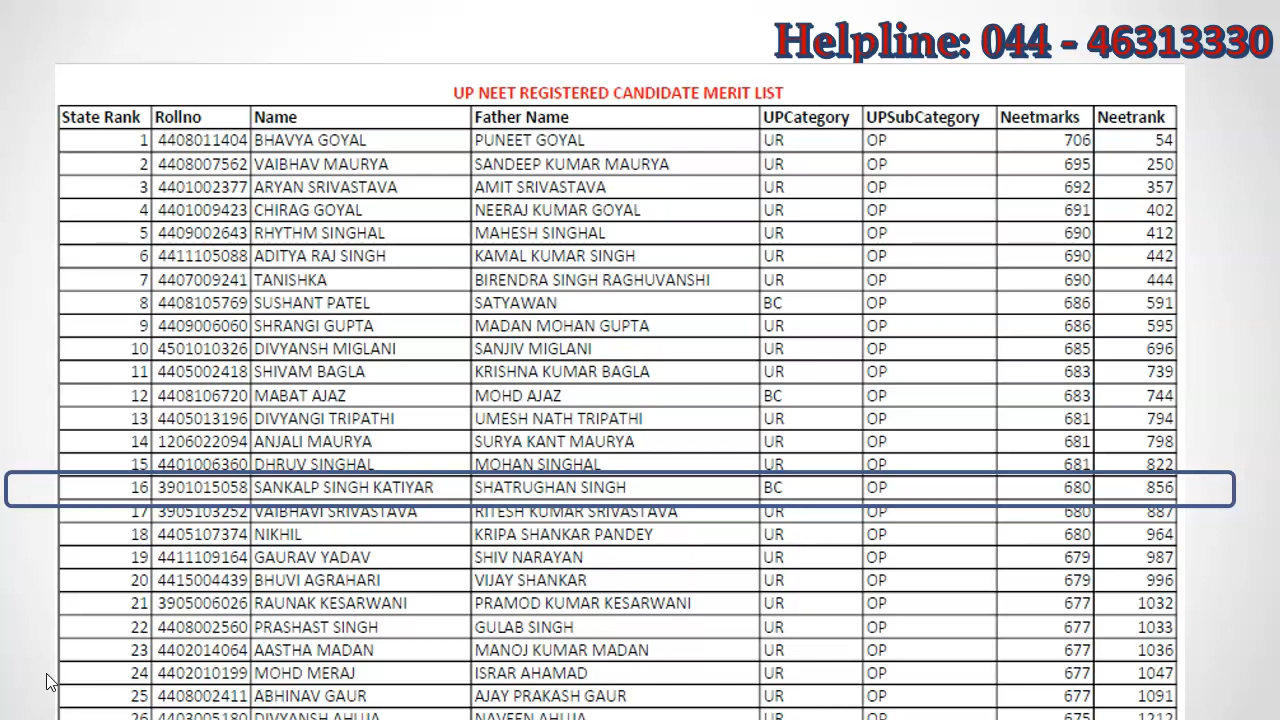 Helpline: 044 - 46313330
UP NEET REGISTERED CANDIDATE MERIT LIST
State Rank Rollno Name Father Name UPCategory UPSubCategory Neetmarks Neetrank
1 4408011404 BHAVYA GOYAL PUNEET GOYAL UR OP 706 54
2 4408007562 VAIBHAV MAURYA SANDEEP KUMAR MAURYA UR OP 695 250
3 4401002377 ARYAN SRIVASTAVA AMIT SRIVASTAVA UR OP 692 357
4 4401009423 CHIRAG GOYAL NEERAJ KUMAR GOYAL UR OP 691 402
5 4409002643 RHYTHM SINGHAL MAHESH SINGHAL UR OP 690 412
6 4411105088 ADITYA RAJ SINGH KAMAL KUMAR SINGH UR OP 690 442
7 4407009241 TANISHKA BIRENDRA SINGH RAGHUVANSHI UR OP 690 444
8 4408105769 SUSHANT PATEL SATYAWAN BC OP 686 591
9 4409006060 SHRANGI GUPTA MADAN MOHAN GUPTA UR OP 686 595
10 4501010326 DIVYANSH MIGLANI SANJIV MIGLANI UR OP 685 696
11 4405002418 SHIVAM BAGLA KRISHNA KUMAR BAGLA UR OP 683 739
12 4408106720 MABAT AJAZ MOHD AJAZ BC OP 683 744
13 4405013196 DIVYANGI TRIPATHI UMESH NATH TRIPATHI UR OP 681 794
14 1206022094 ANJALI MAURYA SURYA KANT MAURYA UR OP 681 798
15 4401006360 DHRUV SINGHAL MOHAN SINGHAL UR OP 681 822
16 3901015058 SANKALP SINGH KATIYAR SHATRUGHAN SINGH BC OP 680 856
17 3905103252 VAIBHAVI SRIVASTAVA RITESH KUMAR SRIVASTAVA UR OP 680 887
18 4405107374 NIKHIL KRIPA SHANKAR PANDEY UR OP 680 964
19 4411109164 GAURAV YADAV SHIV NARAYAN UR OP 679 987
20 4415004439 BHUVI AGRAHARI VIJAY SHANKAR UR OP 679 996
21 3905006026 RAUNAK KESARWANI PRAMOD KUMAR KESARWANI UR OP 677 1032
22 4408002560 PRASHAST SINGH GULAB SINGH UR OP 677 1033
23 4402014064 AASTHA MADAN MANOJ KUMAR MADAN UR OP 677 1036
24 4402010199 MOHD MERAJ ISRAR AHAMAD UR OP 677 1047
25 4408002411 ABHINAV GAUR AJAY PRAKASH GAUR UR OP 677 1091
26 4403005180 DIVYANSH AHUJA NAVEEN AHUJA UR OP 675 1212